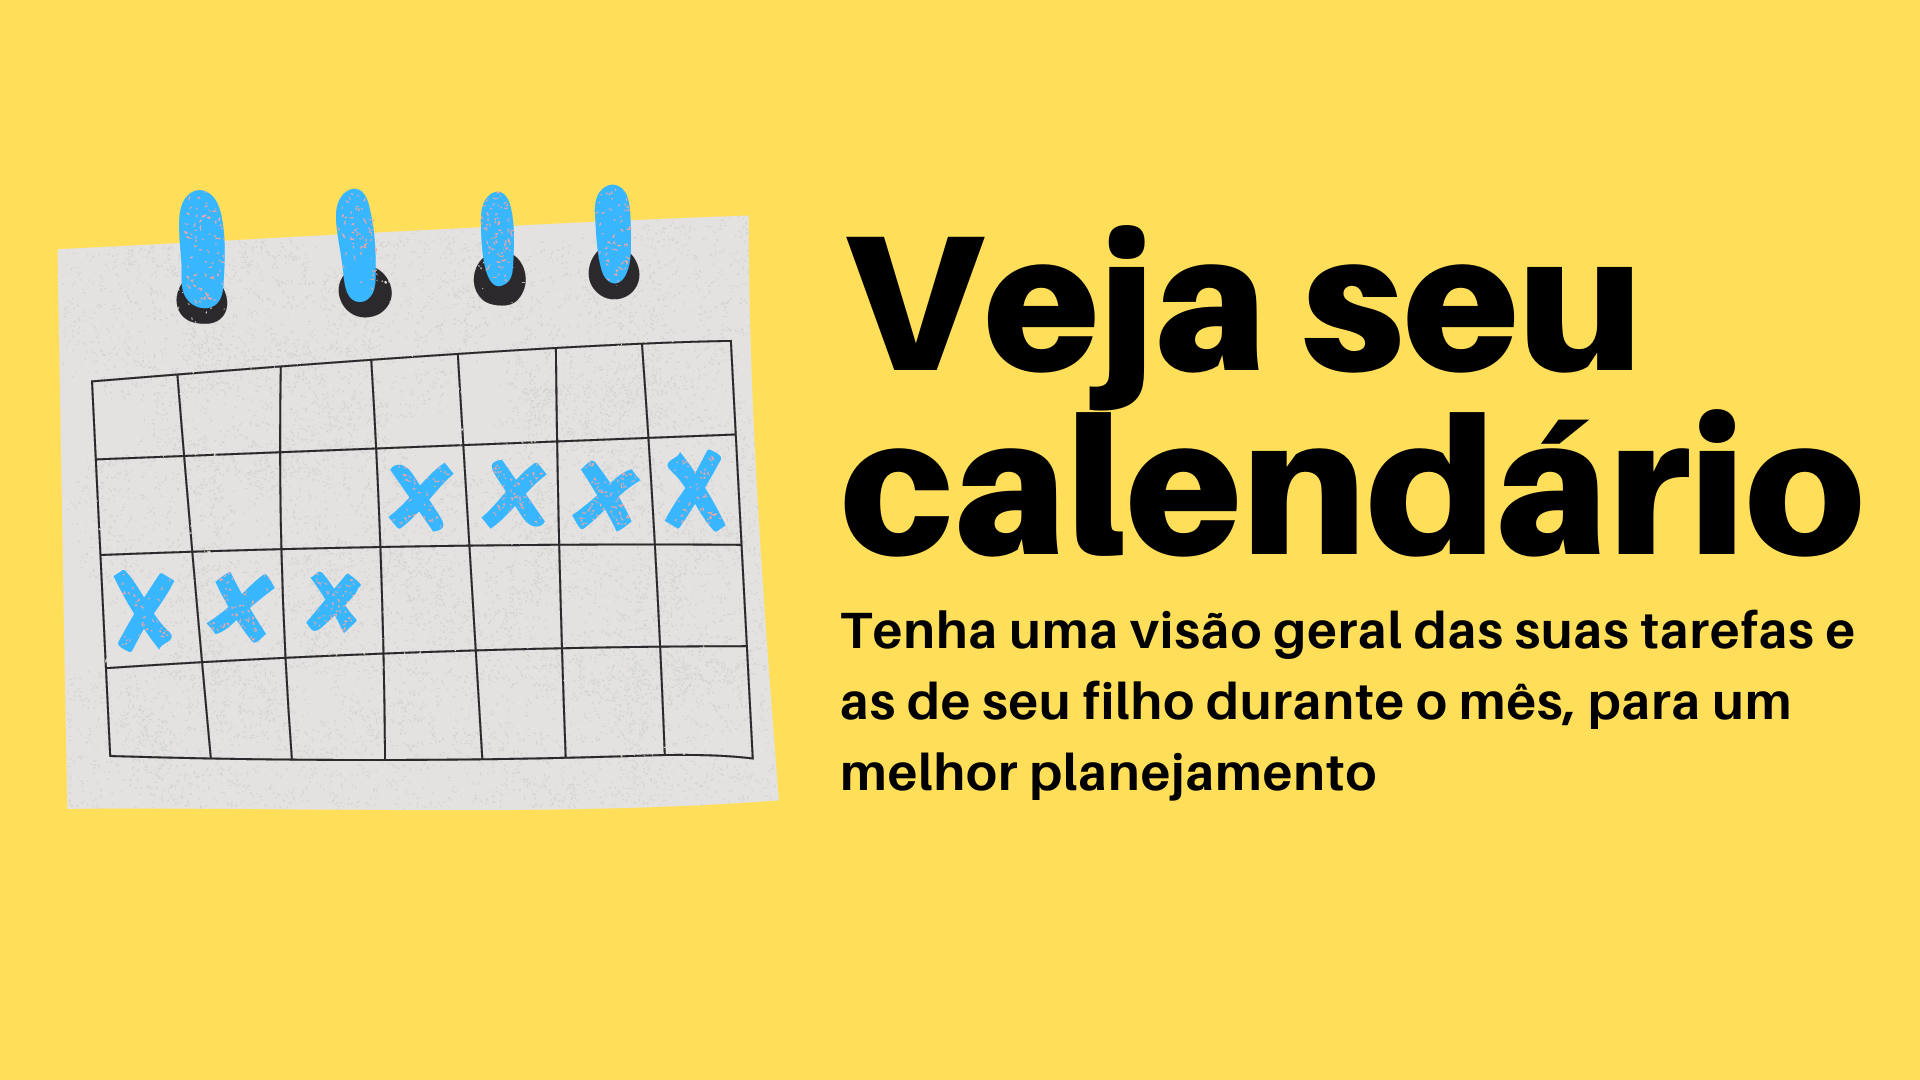 Veja seu
calendário
Tenha uma visão geral das suas tarefas e
as de seu filho durante o mês, para um
melhor planejamento